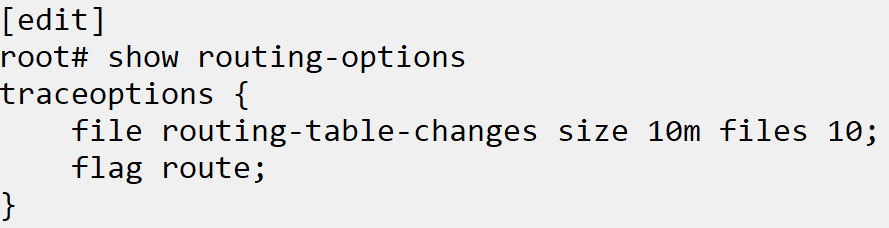 [edit]
root# show routing-options
traceoptions {
    file routing-table-changes size 10m files 10;
    flag route;
}